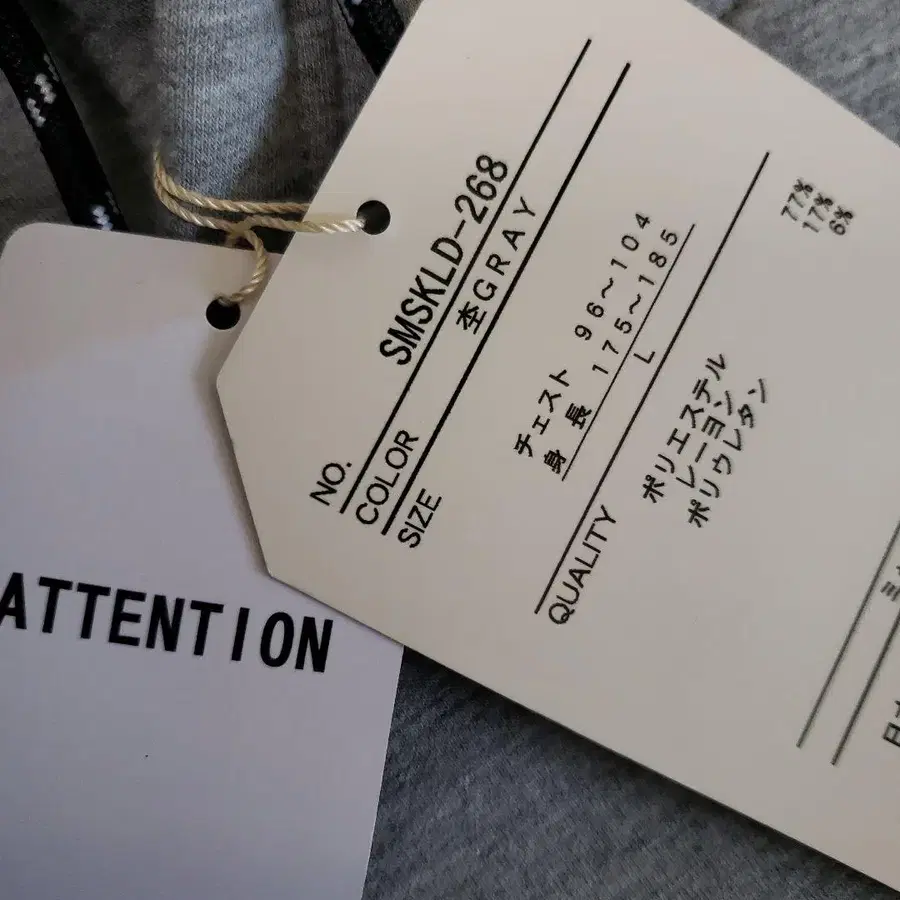 NO. SMSKLD-268
COLOR 杢GRAY
SIZE
チェスト 96～104
身 長 175～185
L
QUALITY
ポリエステル 77%
レーヨン 17%
ポリウレタン 6%
ATTENTION